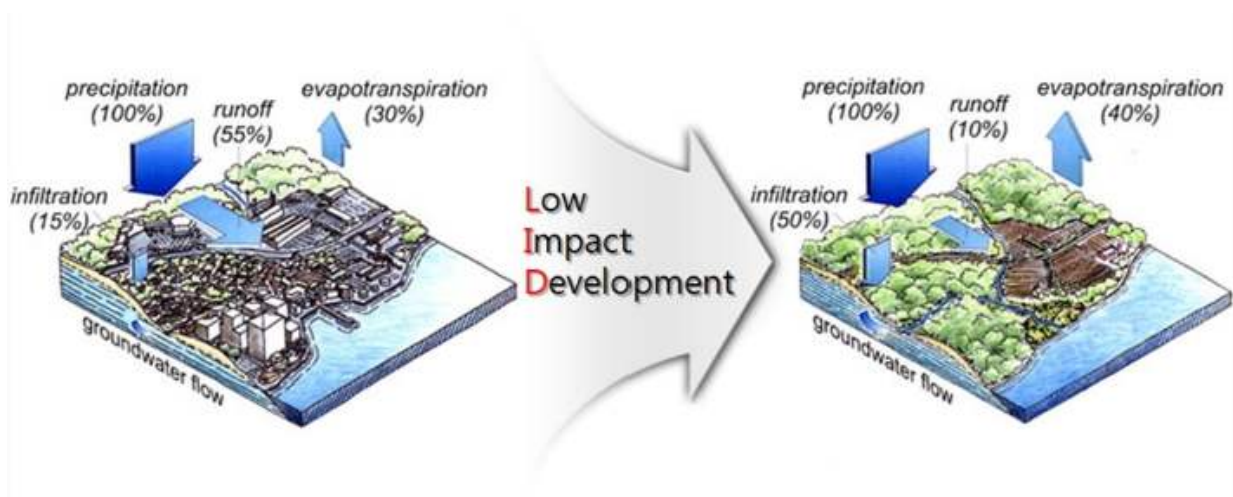 precipitation
(100%)
runoff
(55%)
evapotranspiration
(30%)
infiltration
(15%)
groundwater flow
Low
Impact
Development
precipitation
(100%)
runoff
(10%)
evapotranspiration
(40%)
infiltration
(50%)
groundwater flow